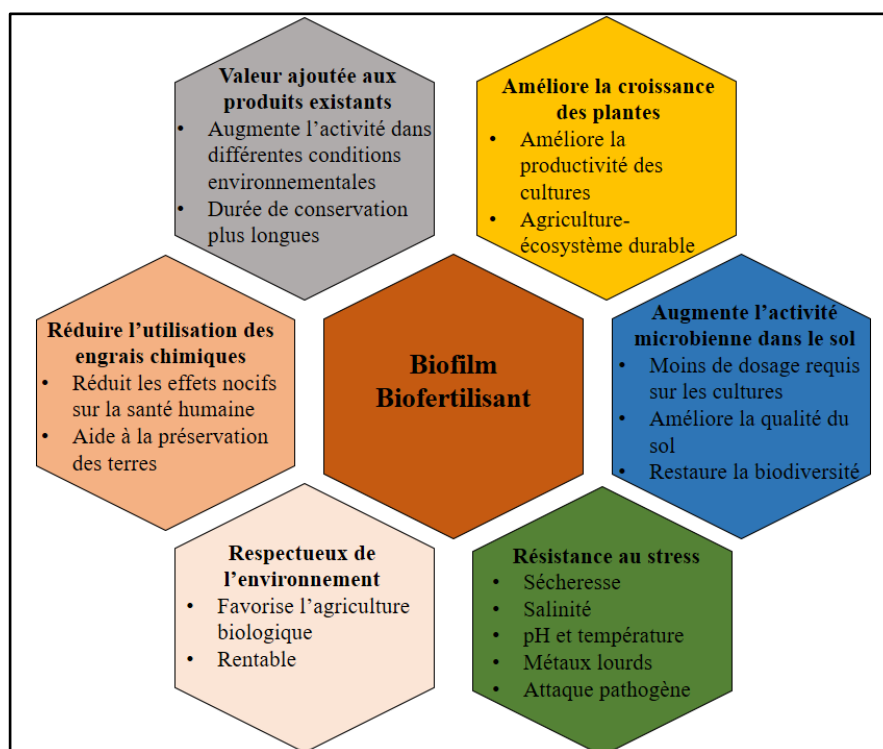 Valeur ajoutée aux
produits existants
• Augmente l’activité dans
différentes conditions
environnementales
• Durée de conservation
plus longues
Améliore la croissance
des plantes
• Améliore la
productivité des
cultures
• Agriculture-
écosystème durable
Réduire l’utilisation des
engrais chimiques
• Réduit les effets nocifs
sur la santé humaine
• Aide à la préservation
des terres
Biofilm
Biofertilisant
Augmente l’activité
microbienne dans le sol
• Moins de dosage requis
sur les cultures
• Améliore la qualité du
sol
• Restaure la biodiversité
Respectueux de
l’environnement
• Favorise l’agriculture
biologique
• Rentable
Résistance au stress
• Sécheresse
• Salinité
• pH et température
• Métaux lourds
• Attaque pathogène